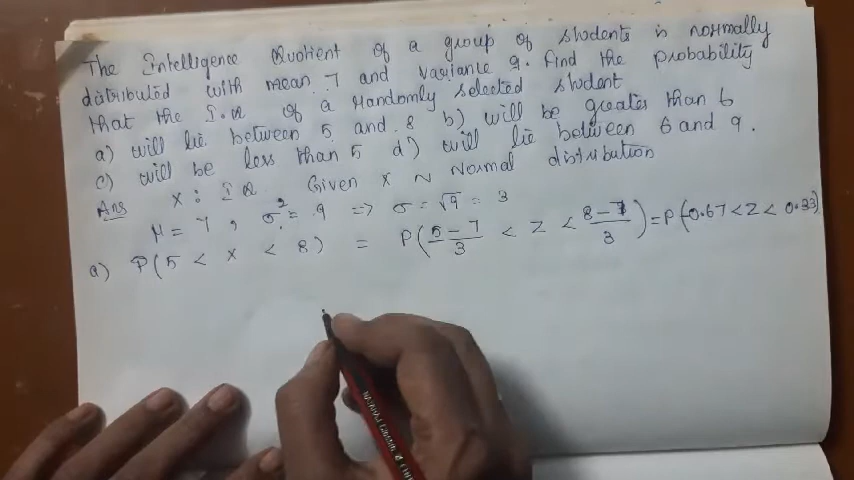 The Intelligence Quotient of a group of students is normally
distributed with mean 7 and variance 9. Find the probability
that the I.Q of a randomly selected student
a) will lie between 5 and 8 b) will be greater than 6
c) will be less than 5 d) will lie between 6 and 9.
Ans X : I Q Given X ~ Normal distribution
μ = 7, σ² = 9 => σ = √9 = 3
a) P(5 < x < 8) = P(5-7/3 < Z < 8-7/3) = P(-0.67 < Z < 0.33)